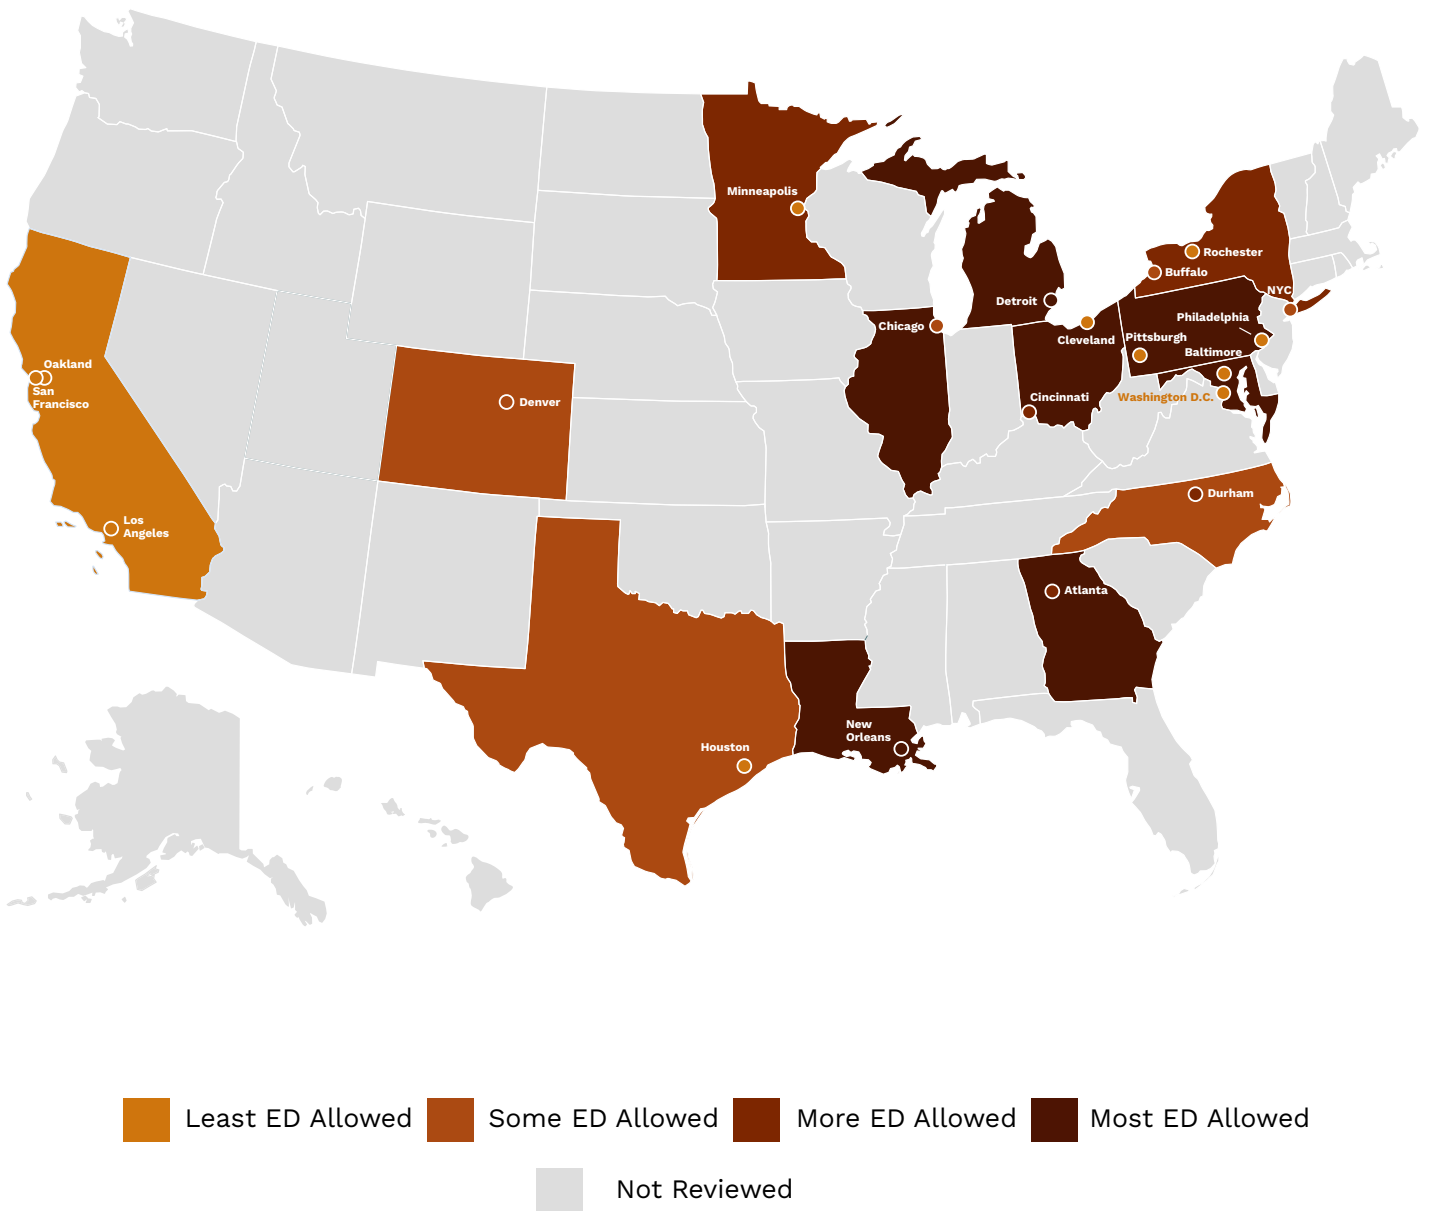 Minneapolis
Rochester
Buffalo
NYC
Detroit
Philadelphia
Chicago
Cleveland
Pittsburgh
Baltimore
Oakland
San
Francisco
Denver
Cincinnati
Washington D.C.
Durham
Los
Angeles
Atlanta
New
Orleans
Houston
Least ED Allowed
Some ED Allowed
More ED Allowed
Most ED Allowed
Not Reviewed